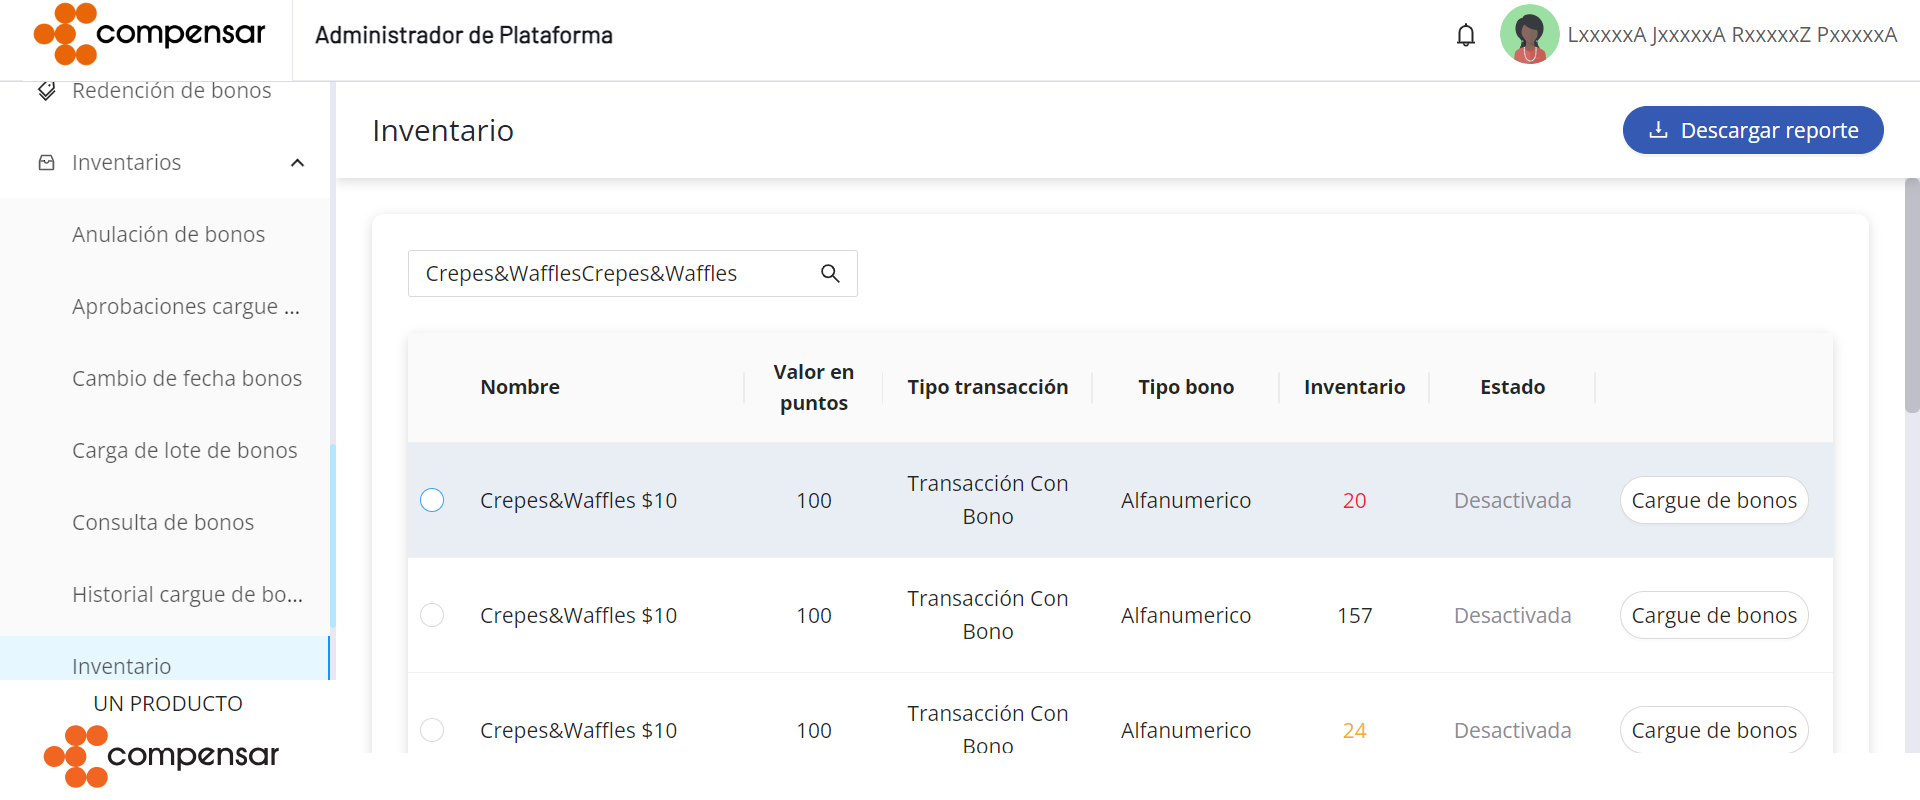 compensar
Administrador de Plataforma
LxxxxxA JxxxxxA RxxxxxZ PxxxxxA
Redención de bonos
Inventarios
Anulación de bonos
Aprobaciones cargue ...
Cambio de fecha bonos
Carga de lote de bonos
Consulta de bonos
Historial cargue de bo...
Inventario
UN PRODUCTO
compensar
Inventario
Descargar reporte
Crepes&WafflesCrepes&Waffles
Nombre
Valor en
puntos
Tipo transacción
Tipo bono
Inventario
Estado
Crepes&Waffles $10
100
Transacción Con
Bono
Alfanumerico
20
Desactivada
Cargue de bonos
Crepes&Waffles $10
100
Transacción Con
Bono
Alfanumerico
157
Desactivada
Cargue de bonos
Crepes&Waffles $10
100
Transacción Con
Bono
Alfanumerico
24
Desactivada
Cargue de bonos